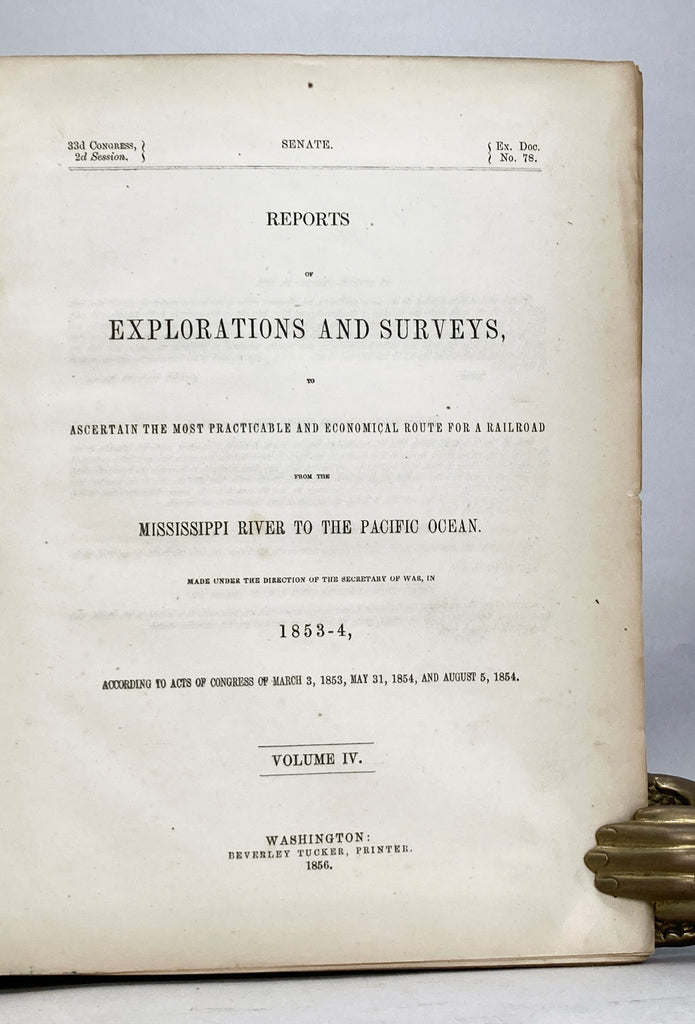 33d Congress, } SENATE. { Ex. Doc.
2d Session. } { No. 78.
REPORTS
OF
EXPLORATIONS AND SURVEYS,
TO
ASCERTAIN THE MOST PRACTICABLE AND ECONOMICAL ROUTE FOR A RAILROAD
FROM THE
MISSISSIPPI RIVER TO THE PACIFIC OCEAN.
MADE UNDER THE DIRECTION OF THE SECRETARY OF WAR, IN
1853-4,
ACCORDING TO ACTS OF CONGRESS OF MARCH 3, 1853, MAY 31, 1854, AND AUGUST 5, 1854.
VOLUME IV.
WASHINGTON:
BEVERLEY TUCKER, PRINTER.
1856.